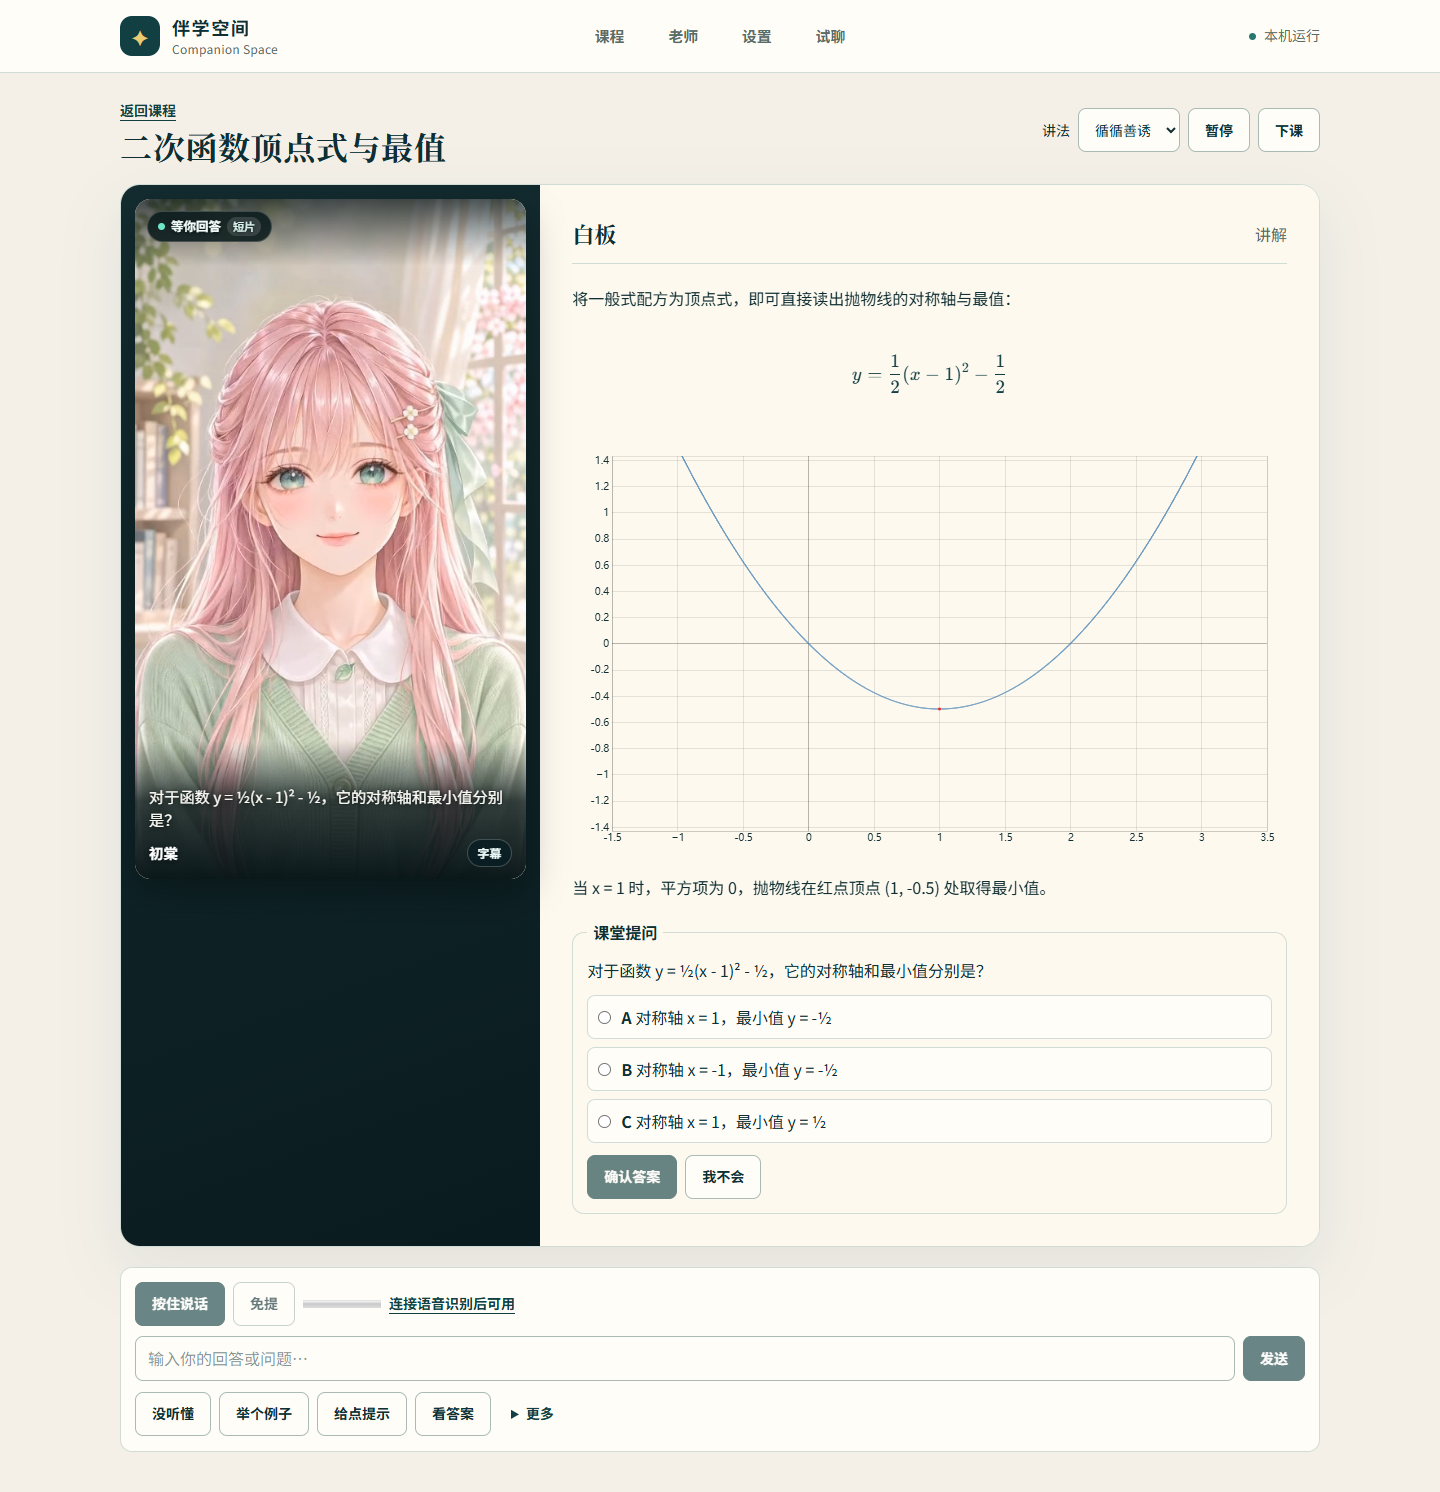 伴学空间
Companion Space
课程
老师
设置
试聊
本机运行
返回课程
二次函数顶点式与最值
讲法
循循善诱
暂停
下课
等你回答 短片
对于函数 y = ½(x - 1)² - ½，它的对称轴和最小值分别
是？
初棠
字幕
白板
讲解
将一般式配方为顶点式，即可直接读出抛物线的对称轴与最值：
y = \frac{1}{2}(x − 1)² − \frac{1}{2}
1.4
1.2
1
0.8
0.6
0.4
0.2
0
-0.2
-0.4
-0.6
-0.8
−1
-1.2
-1.4
-1.5 −1 -0.5 0 0.5 1 1.5 2 2.5 3 3.5
当 x = 1 时，平方项为 0，抛物线在红点顶点 (1, -0.5) 处取得最小值。
课堂提问
对于函数 y = ½(x - 1)² - ½，它的对称轴和最小值分别是？
A 对称轴 x = 1，最小值 y = -½
B 对称轴 x = -1，最小值 y = -½
C 对称轴 x = 1，最小值 y = ½
确认答案
我不会
按住说话
免提
连接语音识别后可用
输入你的回答或问题…
发送
没听懂
举个例子
给点提示
看答案
▶ 更多